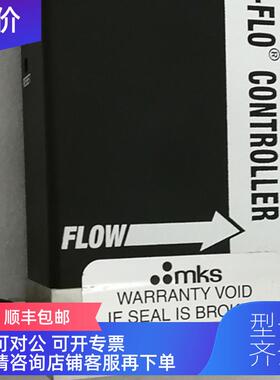 价
-FLO® CONTROLLER
FLOW
mks
WARRANTY VOID
IF SEAL IS BROK
顺丰包邮
可对公 可开专票
请咨询店铺客服再下单
型
齐